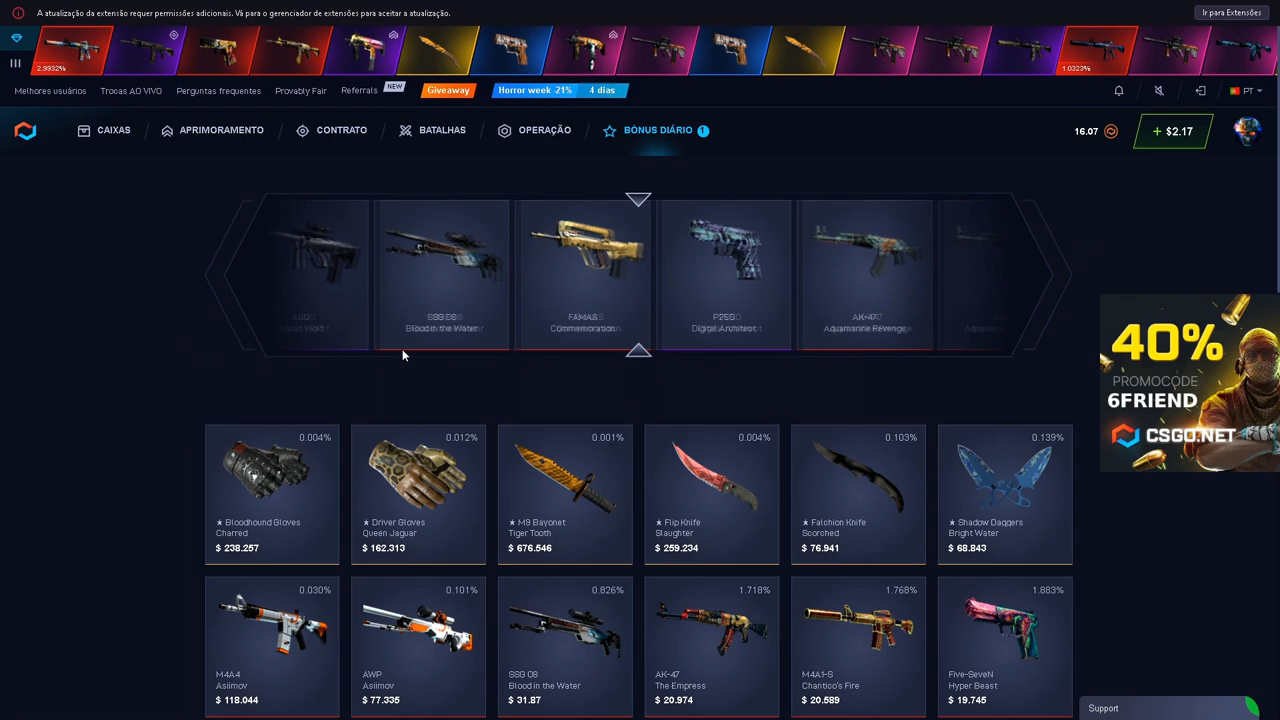 A atualização da extensão requer permissões adicionais. Vá para o gerenciador de extensões para aceitar a atualização.
Ir para Extensões
2.9932%
1.0323%
Melhores usuários
Trocas AO VIVO
Perguntas frequentes
Provably Fair
Referrals
NEW
Giveaway
Horror week -21%
4 dias
PT
CAIXAS
APRIMORAMENTO
CONTRATO
BATALHAS
OPERAÇÃO
BÓNUS DIÁRIO 1
16.07
+ $2.17
Blood in the Water
Commemoration
Digital Architect
AK-47
Aquamarine Revenge
40%
PROMOCODE
6FRIEND
CSGO.NET
0.004%
★ Bloodhound Gloves
Charred
$ 238.257
0.012%
★ Driver Gloves
Queen Jaguar
$ 162.313
0.001%
★ M9 Bayonet
Tiger Tooth
$ 676.546
0.004%
★ Flip Knife
Slaughter
$ 259.234
0.103%
★ Falchion Knife
Scorched
$ 76.941
0.139%
★ Shadow Daggers
Bright Water
$ 68.843
0.030%
M4A4
Asiimov
$ 118.044
0.101%
AWP
Asiimov
$ 77.335
0.826%
SSG 08
Blood in the Water
$ 31.87
1.718%
AK-47
The Empress
$ 20.974
1.768%
M4A1-S
Chantico's Fire
$ 20.589
1.883%
Five-SeveN
Hyper Beast
$ 19.745
Support